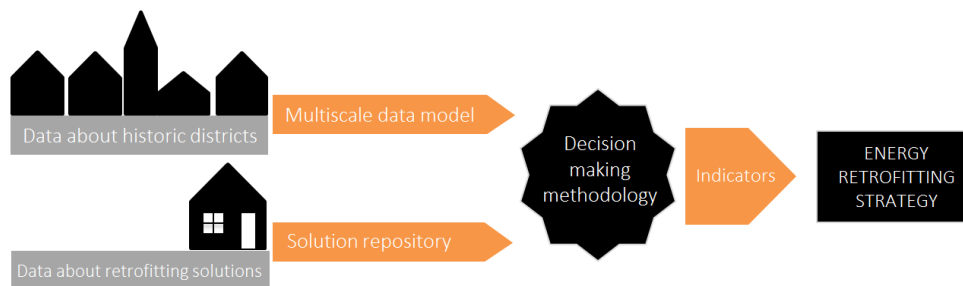 Data about historic districts
Multiscale data model
Data about retrofitting solutions
Solution repository
Decision
making
methodology
Indicators
ENERGY
RETROFITTING
STRATEGY